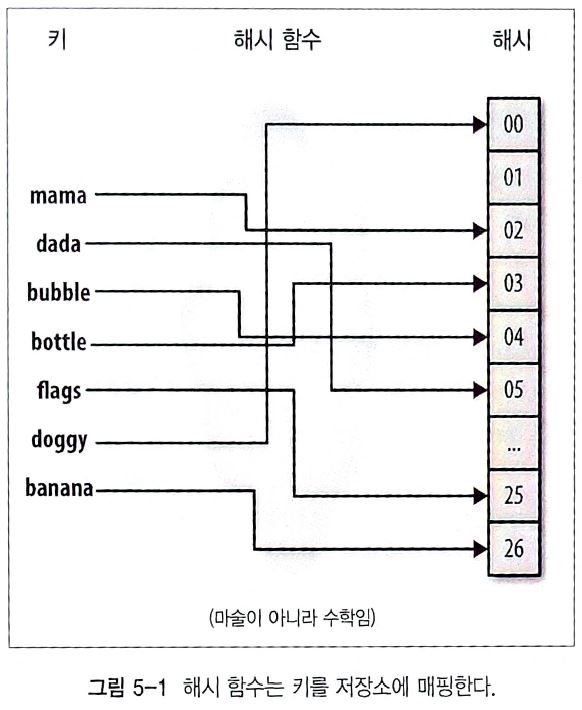 키 해시 함수 해시
00
01
mama
02
dada
bubble
03
bottle
04
flags
05
doggy
...
banana
25
26
(마술이 아니라 수학임)
그림 5-1 해시 함수는 키를 저장소에 매핑한다.